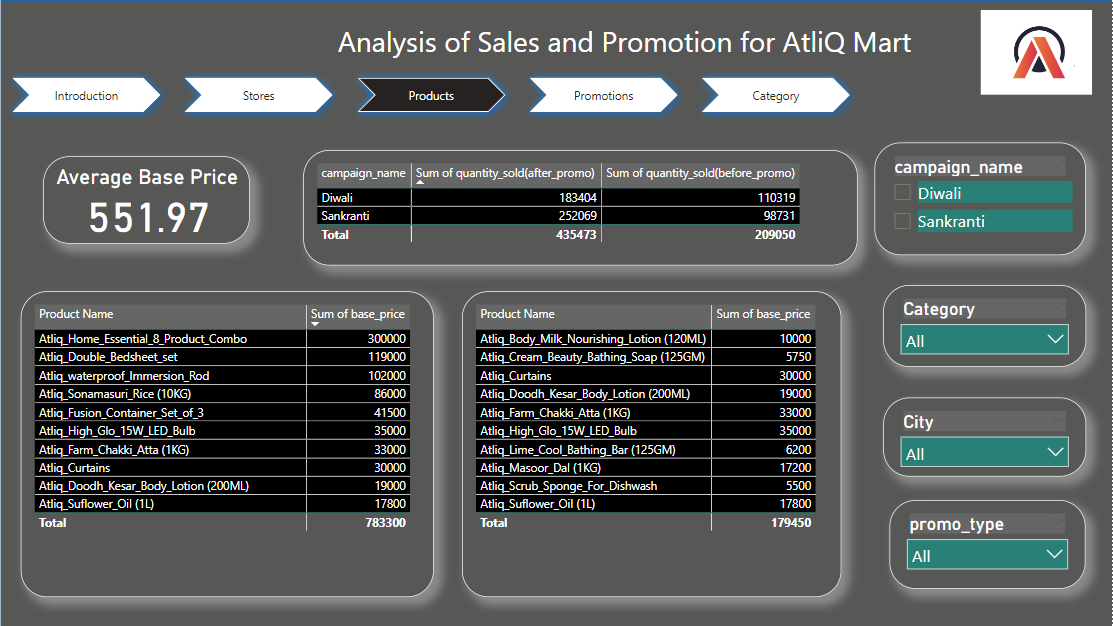 Analysis of Sales and Promotion for AtliQ Mart
Introduction
Stores
Products
Promotions
Category
Average Base Price
551.97
campaign_name Sum of quantity_sold(after_promo) Sum of quantity_sold(before_promo)
Diwali 183404 110319
Sankranti 252069 98731
Total 435473 209050
campaign_name
Diwali
Sankranti
Product Name Sum of base_price
Atliq_Home_Essential_8_Product_Combo 300000
Atliq_Double_Bedsheet_set 119000
Atliq_waterproof_Immersion_Rod 102000
Atliq_Sonamasuri_Rice (10KG) 86000
Atliq_Fusion_Container_Set_of_3 41500
Atliq_High_Glo_15W_LED_Bulb 35000
Atliq_Farm_Chakki_Atta (1KG) 33000
Atliq_Curtains 30000
Atliq_Doodh_Kesar_Body_Lotion (200ML) 19000
Atliq_Suflower_Oil (1L) 17800
Total 783300
Product Name Sum of base_price
Atliq_Body_Milk_Nourishing_Lotion (120ML) 10000
Atliq_Cream_Beauty_Bathing_Soap (125GM) 5750
Atliq_Curtains 30000
Atliq_Doodh_Kesar_Body_Lotion (200ML) 19000
Atliq_Farm_Chakki_Atta (1KG) 33000
Atliq_High_Glo_15W_LED_Bulb 35000
Atliq_Lime_Cool_Bathing_Bar (125GM) 6200
Atliq_Masoor_Dal (1KG) 17200
Atliq_Scrub_Sponge_For_Dishwash 5500
Atliq_Suflower_Oil (1L) 17800
Total 179450
Category
All
City
All
promo_type
All